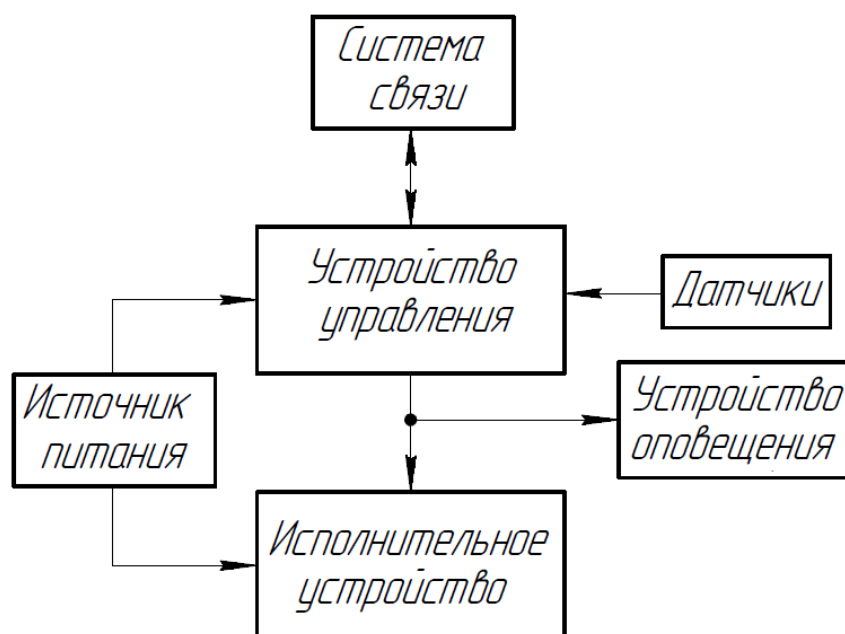 Система
связи
Устройство
управления
Датчики
Источник
питания
Устройство
оповещения
Исполнительное
устройство